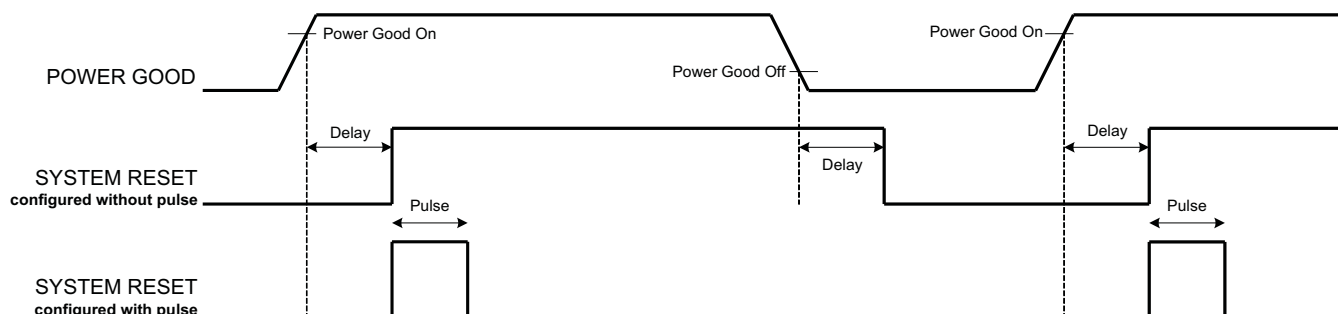 Power Good On
Power Good On
POWER GOOD
Power Good Off
Delay
Delay
Delay
SYSTEM RESET
configured without pulse
Pulse
Pulse
SYSTEM RESET
configured with pulse